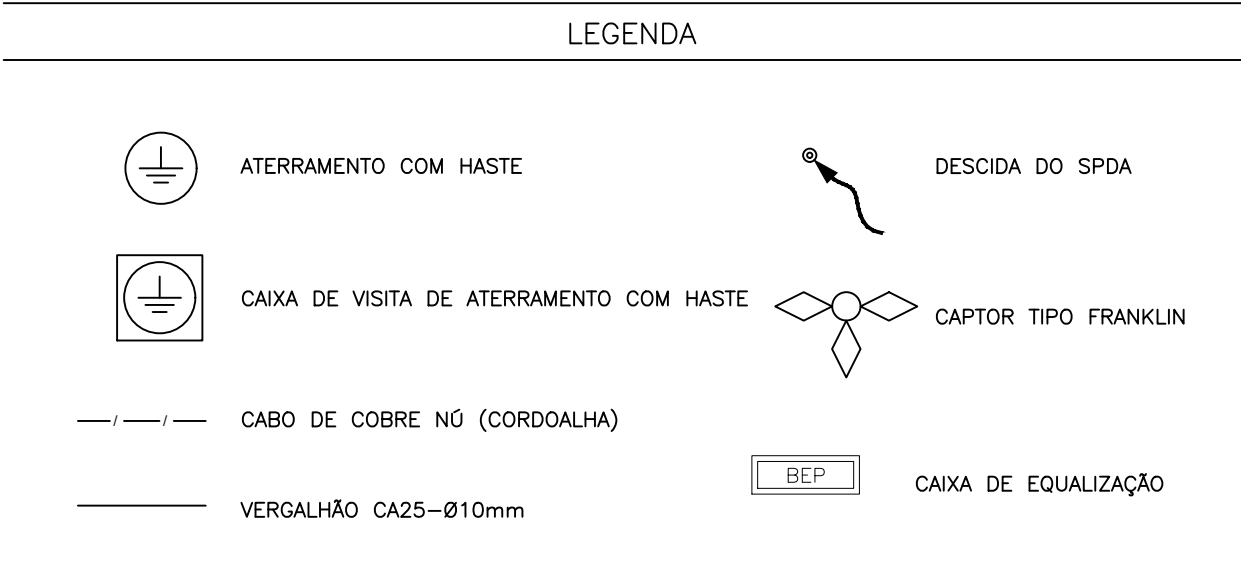 LEGENDA
ATERRAMENTO COM HASTE
DESCIDA DO SPDA
CAIXA DE VISITA DE ATERRAMENTO COM HASTE
CAPTOR TIPO FRANKLIN
CABO DE COBRE NÚ (CORDOALHA)
BEP
CAIXA DE EQUALIZAÇÃO
VERGALHÃO CA25-Ø10mm